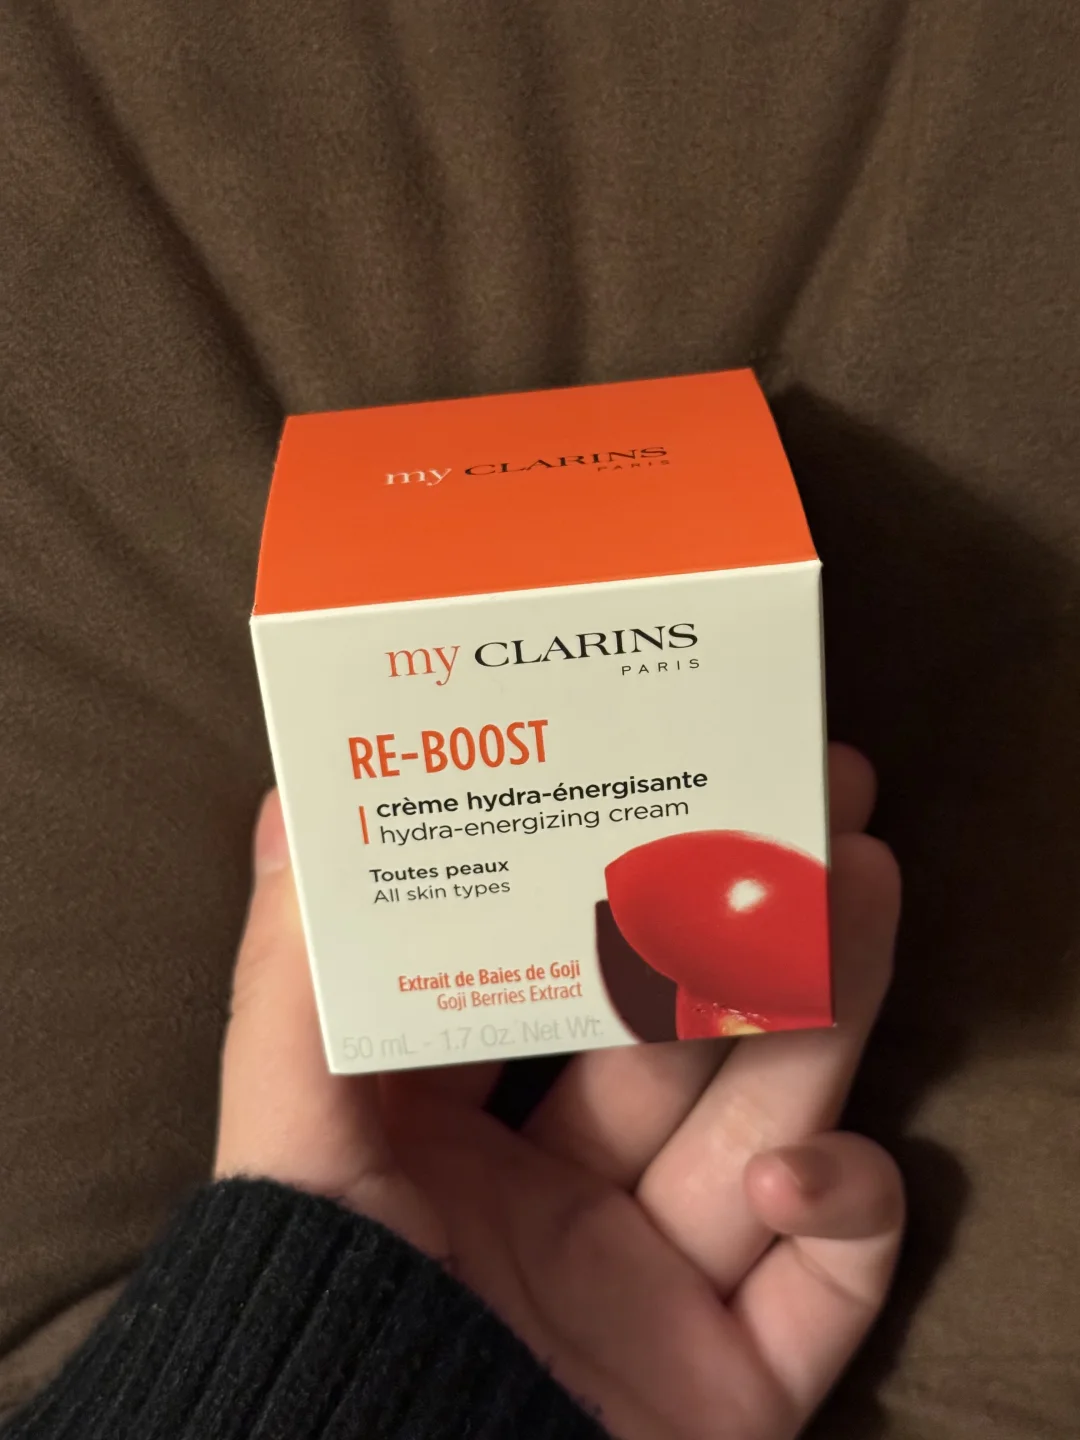 my CLARINS
PARIS
my CLARINS
PARIS
RE-BOOST
crème hydra-énergisante
hydra-energizing cream
Toutes peaux
All skin types
Extrait de Baies de Goji
Goji Berries Extract
50 mL - 1.7 Oz. Net Wt.